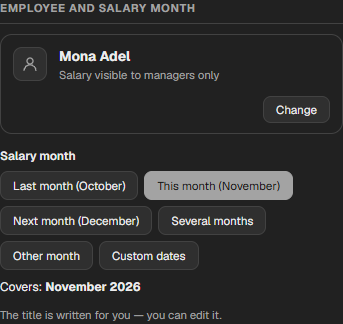 EMPLOYEE AND SALARY MONTH
Mona Adel
Salary visible to managers only
Change
Salary month
Last month (October)
This month (November)
Next month (December)
Several months
Other month
Custom dates
Covers: November 2026
The title is written for you — you can edit it.